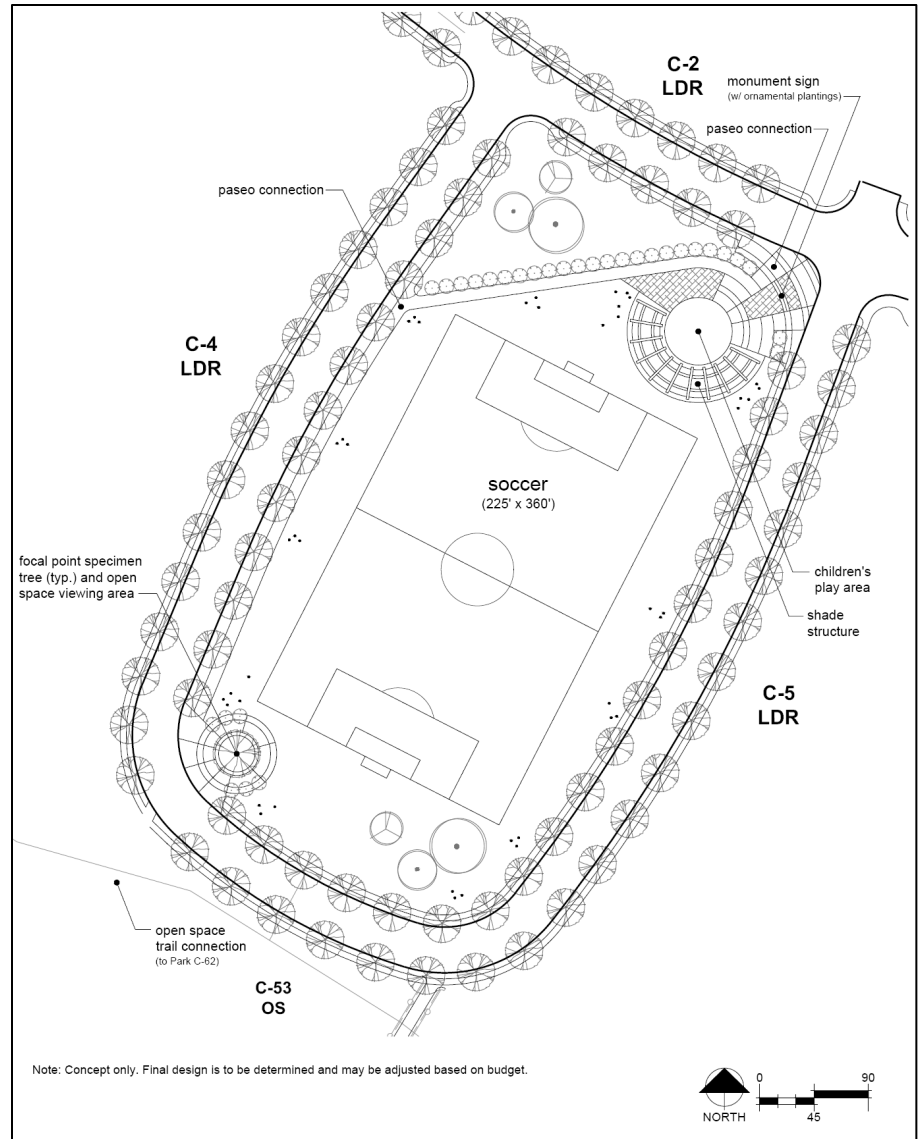 C-2
LDR
monument sign
(w/ ornamental plantings)
paseo connection
paseo connection
C-4
LDR
soccer
(225' x 360')
focal point specimen
tree (typ.) and open
space viewing area
children's
play area
shade
structure
C-5
LDR
open space
trail connection
(to Park C-62)
C-53
OS
Note: Concept only. Final design is to be determined and may be adjusted based on budget.
NORTH
0
90
45